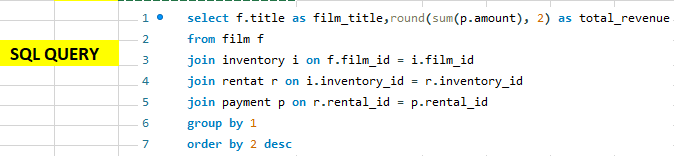 1 select f.title as film_title,round(sum(p.amount), 2) as total_revenue
2 from film f
SQL QUERY
3 join inventory i on f.film_id = i.film_id
4 join rentat r on i.inventory_id = r.inventory_id
5 join payment p on r.rental_id = p.rental_id
6 group by 1
7 order by 2 desc